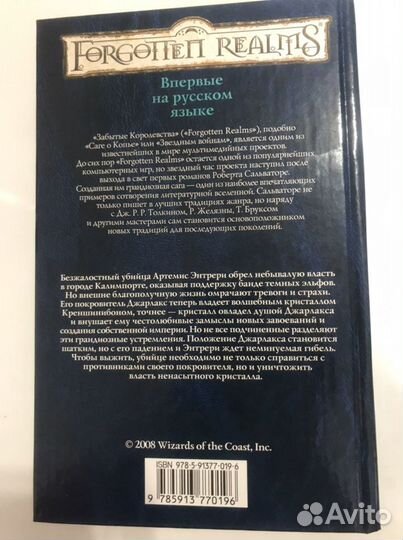 FORGOTTEN REALMS
Впервые
на русском
языке
«Забытые Королевства» («Forgotten Realms»), подобно
«Саге о Копье» или «Звездным войнам», является одним из
известнейших в мире мультимедийных проектов.
До сих пор «Forgotten Realms» остается одной из популярнейших
компьютерных игр, но звездный час проекта наступил после
выхода в свет первых романов Роберта Сальваторе.
Созданная им грандиозная сага — один из наиболее впечатляющих
примеров сотворения литературной вселенной. Сальваторе не
только пишет в лучших традициях жанра, но наряду
с Дж. Р. Р. Толкином, Р. Желязны, Т. Бруксом
и другими мастерами сам становится основоположником
новых традиций для последующих поколений.
Безжалостный убийца Артемис Энтрери обрел небывалую власть
в городе Калимпорте, оказывая поддержку банде темных эльфов.
Но внешне благополучную жизнь омрачают тревоги и страхи.
Его покровитель Джарлакс теперь владеет волшебным кристаллом
Креншинибоном, точнее — кристалл овладел душой Джарлакса
и внушает ему честолюбивые замыслы новых завоеваний и
создания собственной империи. Но не все подчиненные разделяют
эти грандиозные устремления. Положение Джарлакса становится
шатким, но с его падением и Энтрери ждет неминуемая гибель.
Чтобы выжить, убийце необходимо не только справиться с
противниками своего покровителя, но и уничтожить
власть ненасытного кристалла.
© 2008 Wizards of the Coast, Inc.
ISBN 978-5-91377-019-6
9 785913 770196
Avito